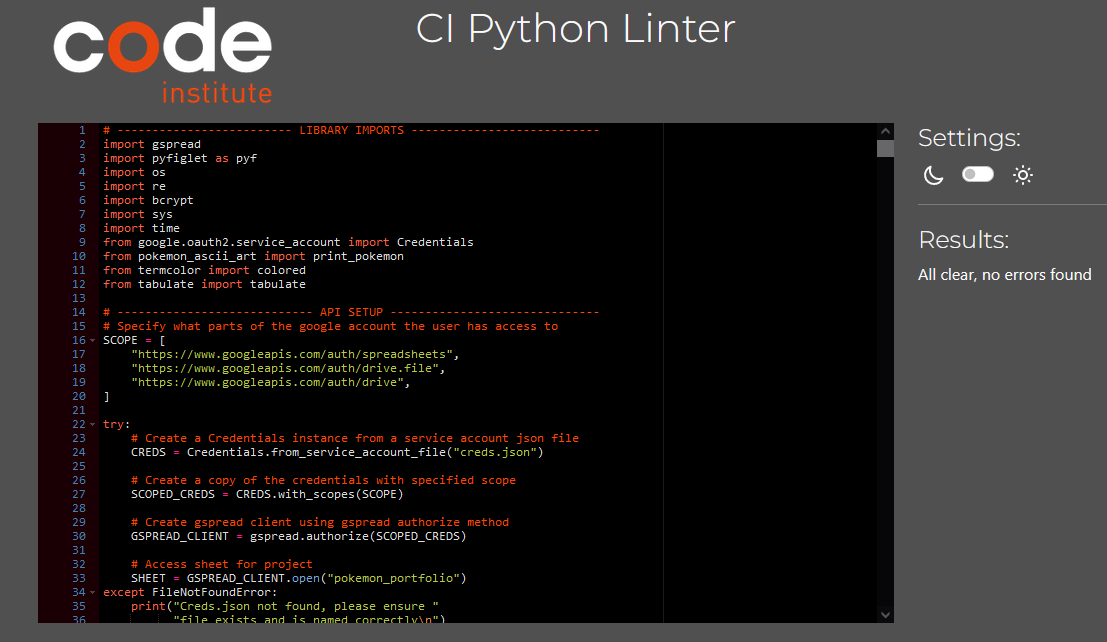 code
institute
CI Python Linter
1 # ------------------------- LIBRARY IMPORTS ---------------------------
2 import gspread
3 import pyfiglet as pyf
4 import os
5 import re
6 import bcrypt
7 import sys
8 import time
9 from google.oauth2.service_account import Credentials
10 from pokemon_ascii_art import print_pokemon
11 from termcolor import colored
12 from tabulate import tabulate
13
14 # ---------------------------- API SETUP ------------------------------
15 # Specify what parts of the google account the user has access to
16 SCOPE = [
17     "https://www.googleapis.com/auth/spreadsheets",
18     "https://www.googleapis.com/auth/drive.file",
19     "https://www.googleapis.com/auth/drive",
20 ]
21
22 try:
23     # Create a Credentials instance from a service account json file
24     CREDS = Credentials.from_service_account_file("creds.json")
25
26     # Create a copy of the credentials with specified scope
27     SCOPED_CREDS = CREDS.with_scopes(SCOPE)
28
29     # Create gspread client using gspread authorize method
30     GSPREAD_CLIENT = gspread.authorize(SCOPED_CREDS)
31
32     # Access sheet for project
33     SHEET = GSPREAD_CLIENT.open("pokemon_portfolio")
34 except FileNotFoundError:
35     print("Creds.json not found, please ensure "
36           "file exists and is named correctly\n")
Settings:
Results:
All clear, no errors found